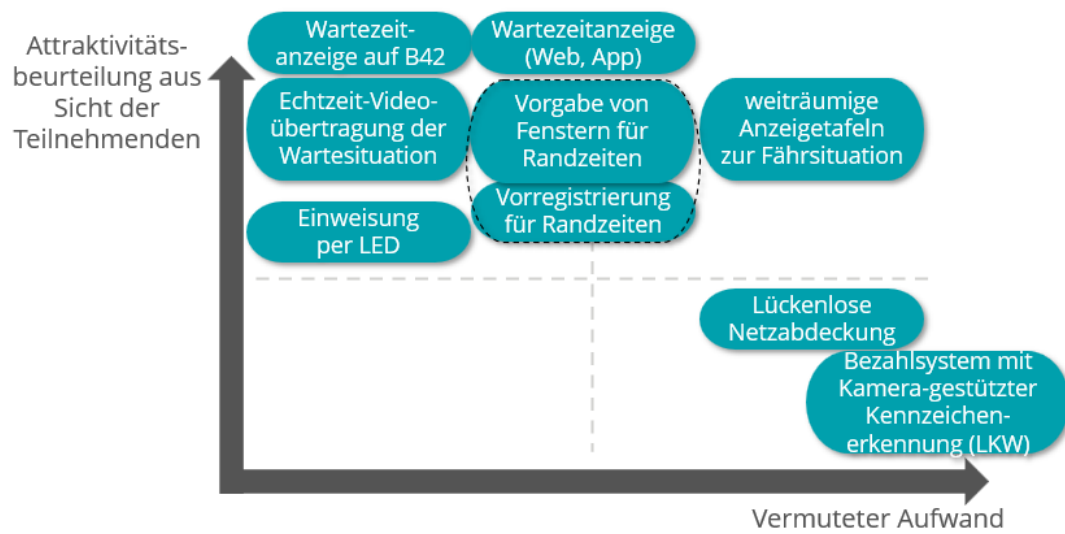 Attraktivitäts-
beurteilung aus
Sicht der
Teilnehmenden
Wartezeit-
anzeige auf B42
Wartezeitanzeige
(Web, App)
Echtzeit-Video-
übertragung der
Wartesituation
Vorgabe von
Fenstern für
Randzeiten
weiträumige
Anzeigetafeln
zur Fährsituation
Einweisung
per LED
Vorregistrierung
für Randzeiten
Lückenlose
Netzabdeckung
Bezahlsystem mit
Kamera-gestützter
Kennzeichen-
erkennung (LKW)
Vermuteter Aufwand